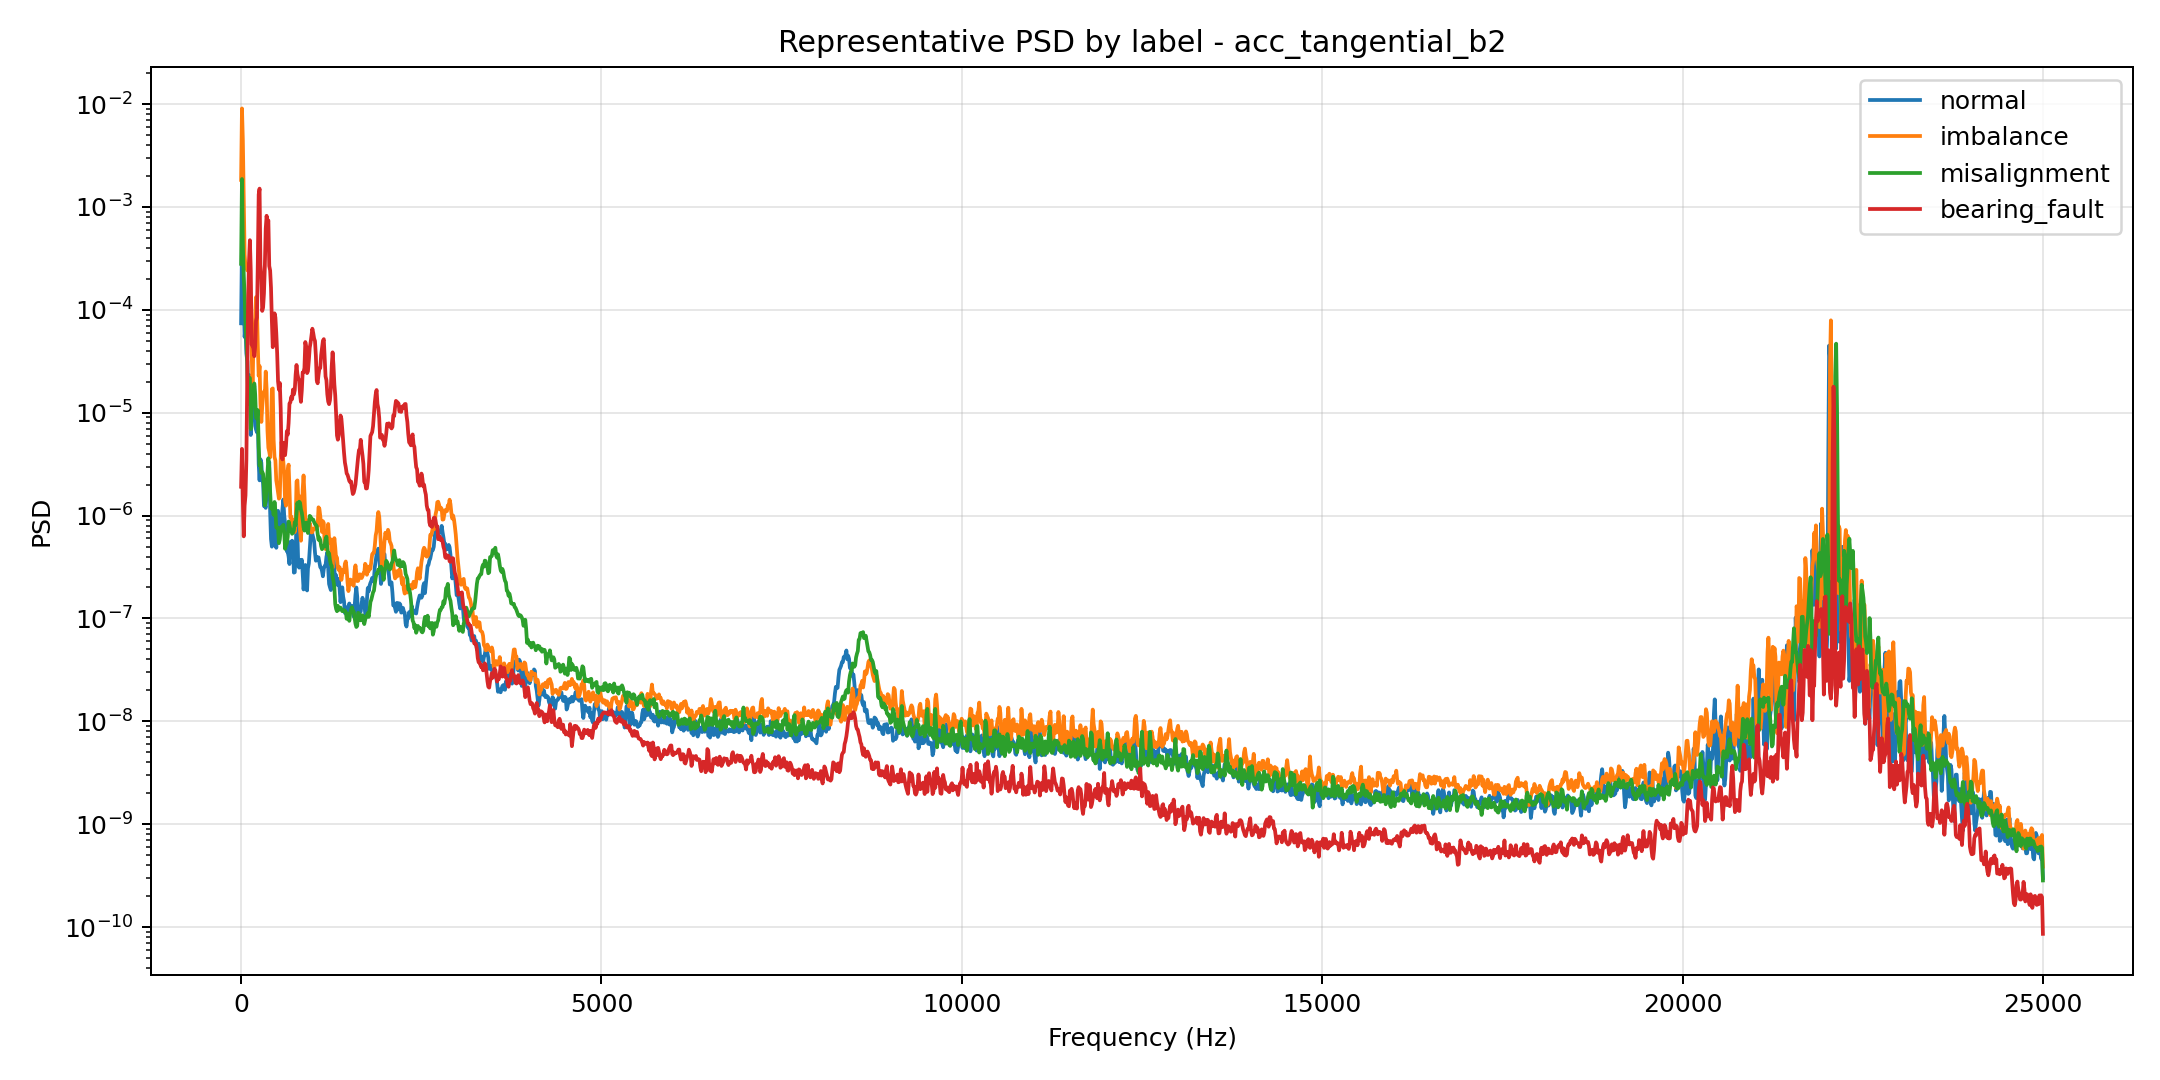 Representative PSD by label - acc_tangential_b2
normal
imbalance
misalignment
bearing_fault
PSD
10⁻²
10⁻³
10⁻⁴
10⁻⁵
10⁻⁶
10⁻⁷
10⁻⁸
10⁻⁹
10⁻¹⁰
0 5000 10000 15000 20000 25000
Frequency (Hz)